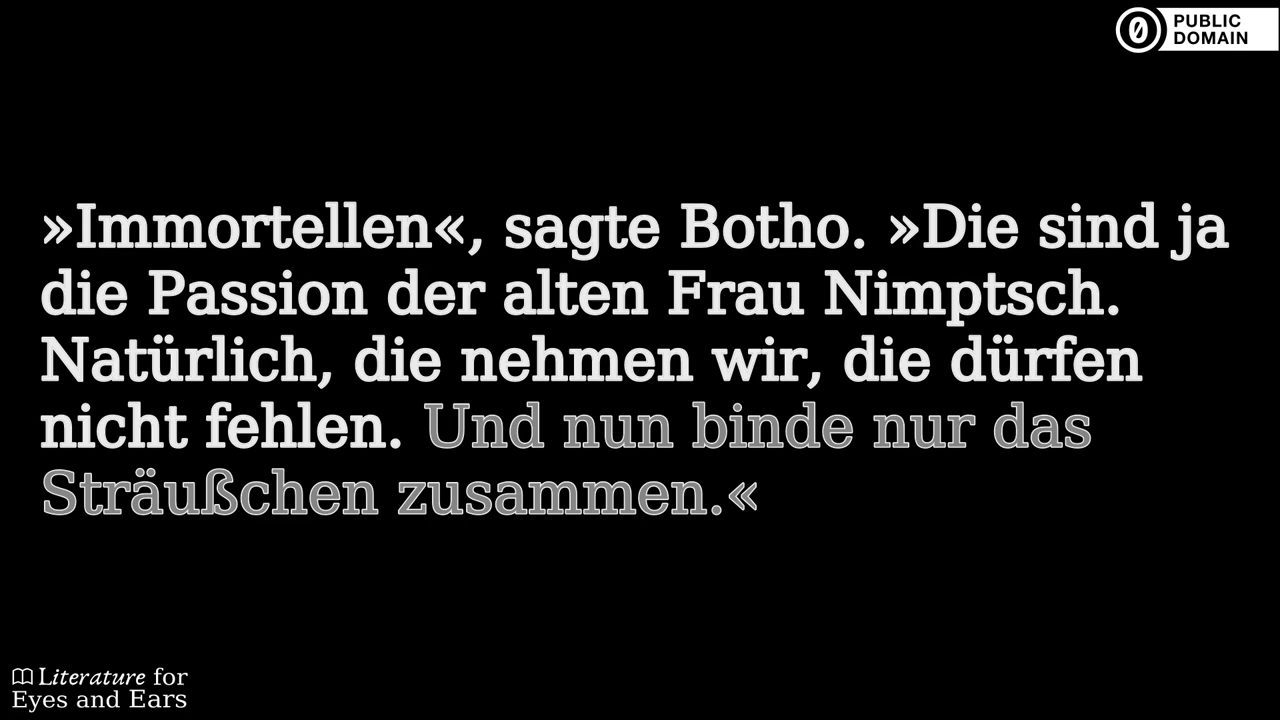 PUBLIC
DOMAIN
»Immortellen«, sagte Botho. »Die sind ja
die Passion der alten Frau Nimptsch.
Natürlich, die nehmen wir, die dürfen
nicht fehlen. Und nun binde nur das
Sträußchen zusammen.«
Literature for
Eyes and Ears